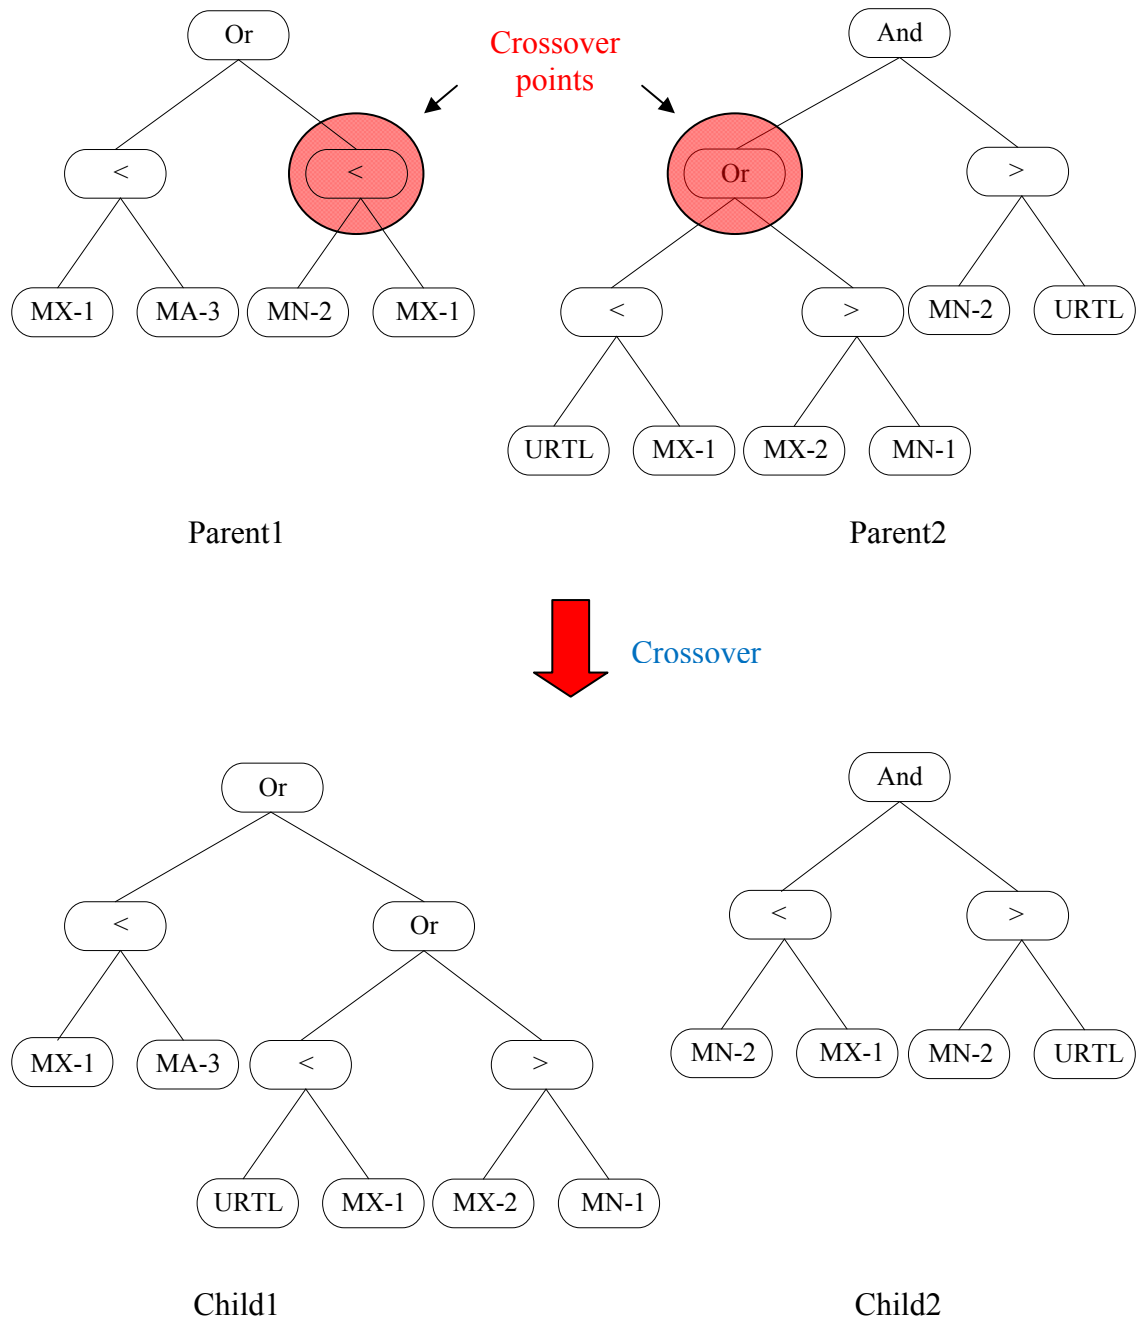 Or
And
Crossover
points
<
<
Or
>
MX-1
MA-3
MN-2
MX-1
<
>
MN-2
URTL
URTL
MX-1
MX-2
MN-1
Parent1
Parent2
Crossover
Or
And
<
Or
<
>
MX-1
MA-3
<
>
MN-2
MX-1
MN-2
URTL
URTL
MX-1
MX-2
MN-1
Child1
Child2